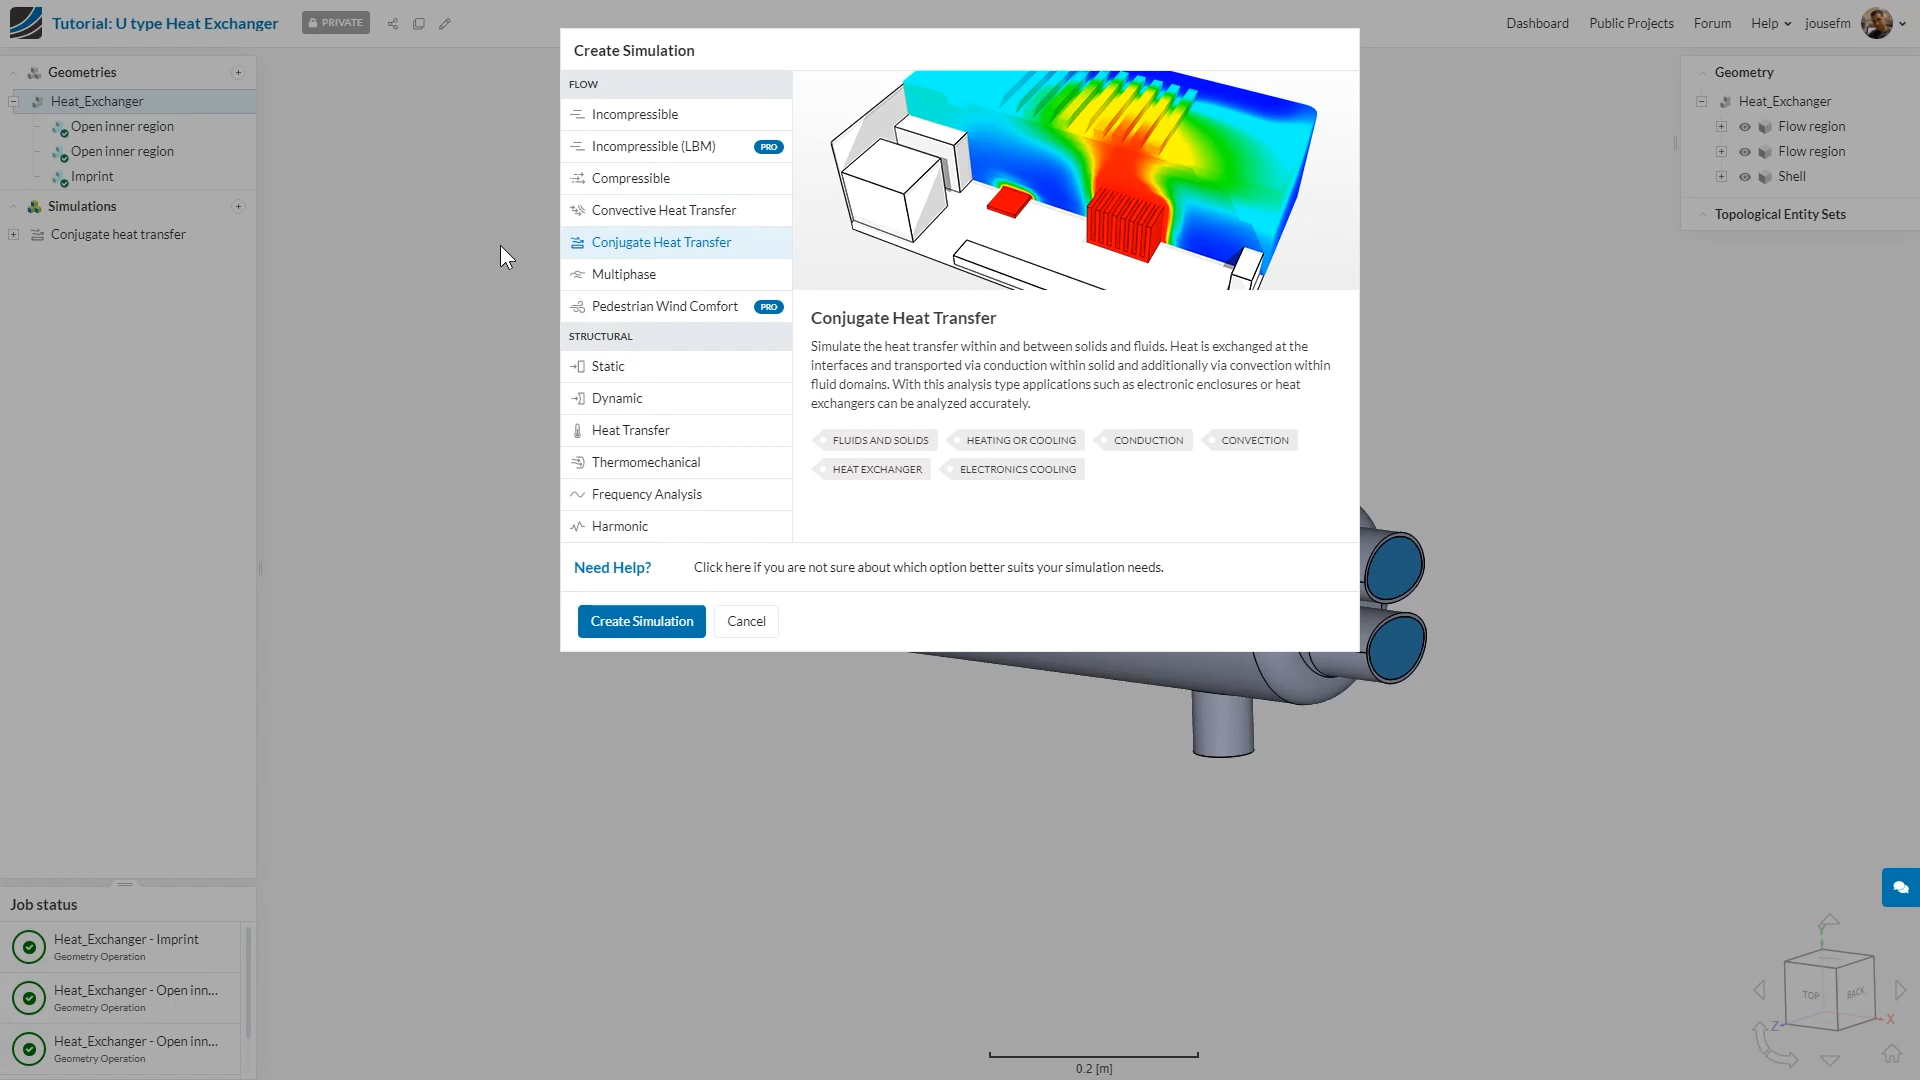 Tutorial: U type Heat Exchanger
PRIVATE
Dashboard
Public Projects
Forum
Help
jousefm
Geometries
Heat_Exchanger
Open inner region
Open inner region
Imprint
Simulations
Conjugate heat transfer
Create Simulation
FLOW
Incompressible
Incompressible (LBM)
PRO
Compressible
Convective Heat Transfer
Conjugate Heat Transfer
Multiphase
Pedestrian Wind Comfort
PRO
STRUCTURAL
Static
Dynamic
Heat Transfer
Thermomechanical
Frequency Analysis
Harmonic
Conjugate Heat Transfer
Simulate the heat transfer within and between solids and fluids. Heat is exchanged at the
interfaces and transported via conduction within solid and additionally via convection within
fluid domains. With this analysis type applications such as electronic enclosures or heat
exchangers can be analyzed accurately.
FLUIDS AND SOLIDS
HEATING OR COOLING
CONDUCTION
CONVECTION
HEAT EXCHANGER
ELECTRONICS COOLING
Need Help?
Click here if you are not sure about which option better suits your simulation needs.
Create Simulation
Cancel
Geometry
Heat_Exchanger
Flow region
Flow region
Shell
Topological Entity Sets
Job status
Heat_Exchanger - Imprint
Geometry Operation
Heat_Exchanger - Open inn...
Geometry Operation
Heat_Exchanger - Open inn...
Geometry Operation
0.2 [m]
Y
TOP
BACK
Z
X